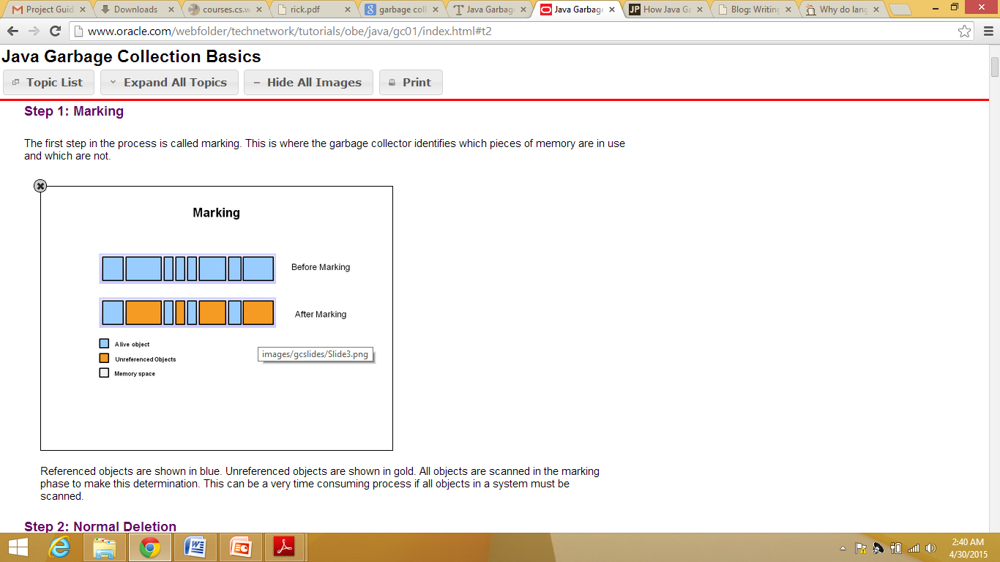 Project Guid
Downloads
courses.cs.w
rick.pdf
garbage coll
Java Garbag
Java Garbage
How Java Ga
Blog: Writing
Why do lang
www.oracle.com/webfolder/technetwork/tutorials/obe/java/gc01/index.html#t2
Java Garbage Collection Basics
Topic List
Expand All Topics
Hide All Images
Print
Step 1: Marking
The first step in the process is called marking. This is where the garbage collector identifies which pieces of memory are in use
and which are not.
Marking
Before Marking
After Marking
Alive object
Unreferenced Objects
Memory space
images/gcslides/Slide3.png
Referenced objects are shown in blue. Unreferenced objects are shown in gold. All objects are scanned in the marking
phase to make this determination. This can be a very time consuming process if all objects in a system must be
scanned.
Step 2: Normal Deletion
2:40 AM
4/30/2015